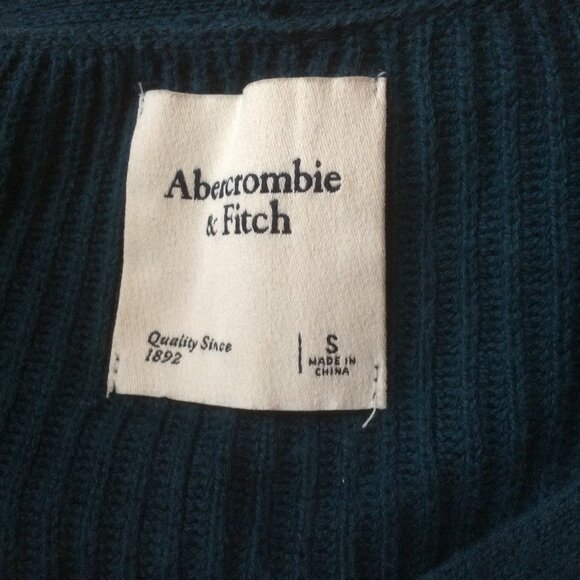 Abercrombie
& Fitch
Quality Since
1892
S
MADE IN
CHINA